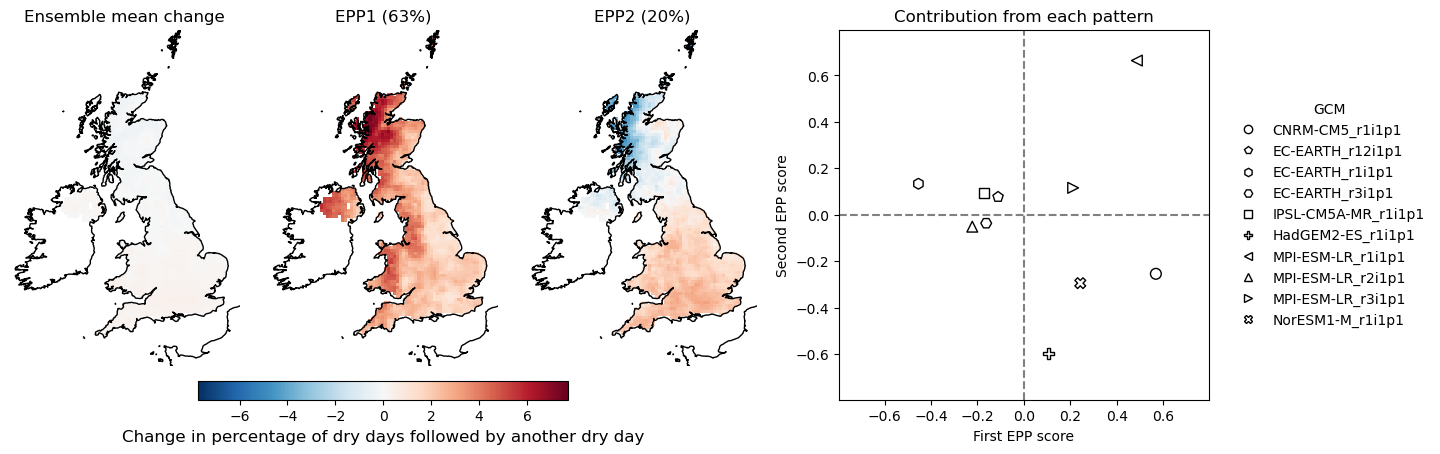 Ensemble mean change
EPP1 (63%)
EPP2 (20%)
Contribution from each pattern
−6 −4 −2 0 2 4 6
Change in percentage of dry days followed by another dry day
Second EPP score
0.6
0.4
0.2
0.0
−0.2
−0.4
−0.6
−0.6 −0.4 −0.2 0.0 0.2 0.4 0.6
First EPP score
GCM
CNRM-CM5_r1i1p1
EC-EARTH_r12i1p1
EC-EARTH_r1i1p1
EC-EARTH_r3i1p1
IPSL-CM5A-MR_r1i1p1
HadGEM2-ES_r1i1p1
MPI-ESM-LR_r1i1p1
MPI-ESM-LR_r2i1p1
MPI-ESM-LR_r3i1p1
NorESM1-M_r1i1p1